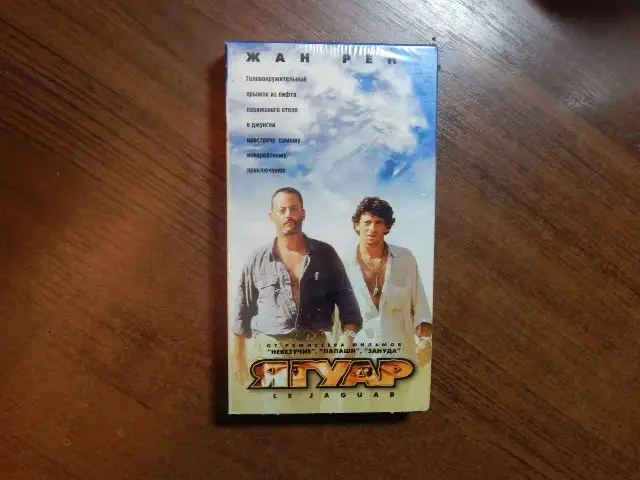 ЖАН РЕН
Головокружительный
прыжок из лифта
парижского отеля
в джунгли
навстречу самому
невероятному
приключению
ОТ РЕЖИССЕРА ФИЛЬМОВ
"НЕВЕЗУЧИЕ", "ПАПАШИ", "ЗАНУДА"
ЯГУАР
LE JAGUAR